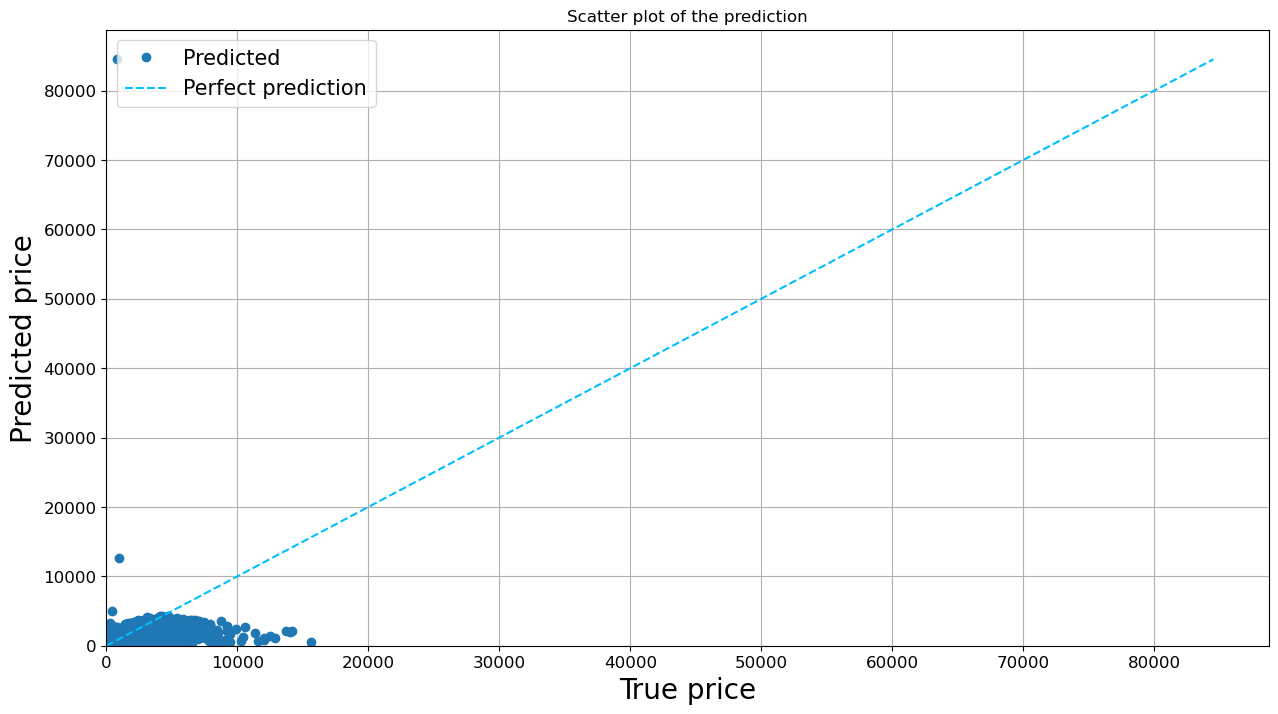 Scatter plot of the prediction
Predicted
Perfect prediction
Predicted price
80000
70000
60000
50000
40000
30000
20000
10000
0
0 10000 20000 30000 40000 50000 60000 70000 80000
True price